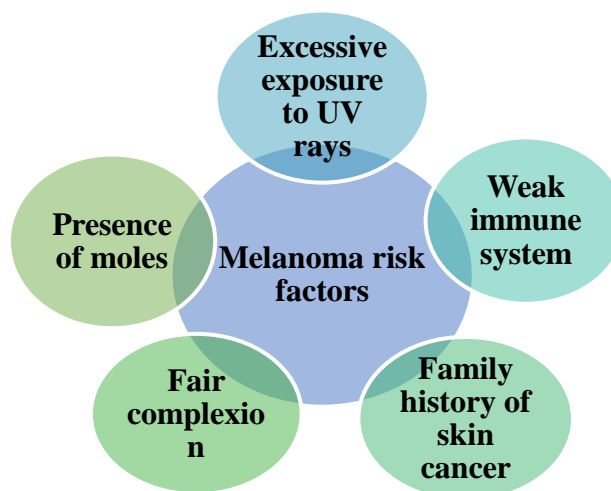 Excessive
exposure
to UV
rays
Weak
immune
system
Family
history of
skin
cancer
Fair
complexio
n
Presence
of moles
Melanoma risk
factors